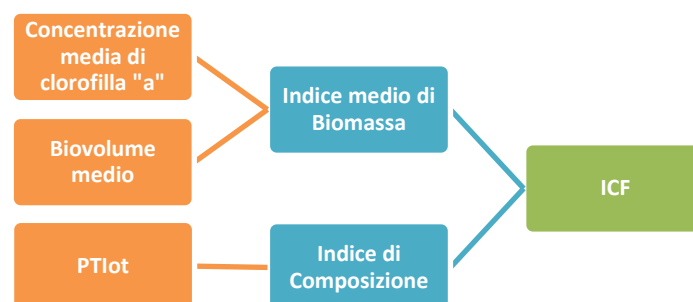 Concentrazione
media di
clorofilla "a"
Biovolume
medio
PTIot
Indice medio di
Biomassa
Indice di
Composizione
ICF